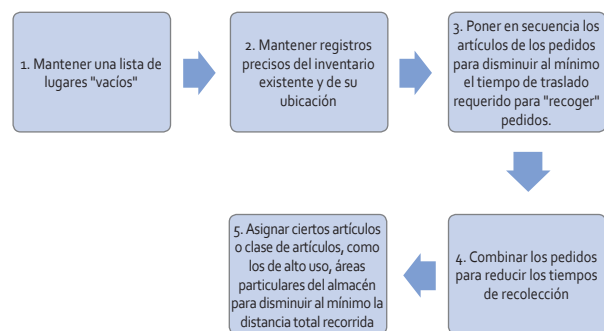 1. Mantener una lista de
lugares "vacíos"
2. Mantener registros
precisos del inventario
existente y de su
ubicación
3. Poner en secuencia los
artículos de los pedidos
para disminuir al mínimo
el tiempo de traslado
requerido para "recoger"
pedidos.
4. Combinar los pedidos
para reducir los tiempos
de recolección
5. Asignar ciertos artículos
o clase de artículos, como
los de alto uso, áreas
particulares del almacén
para disminuir al mínimo la
distancia total recorrida